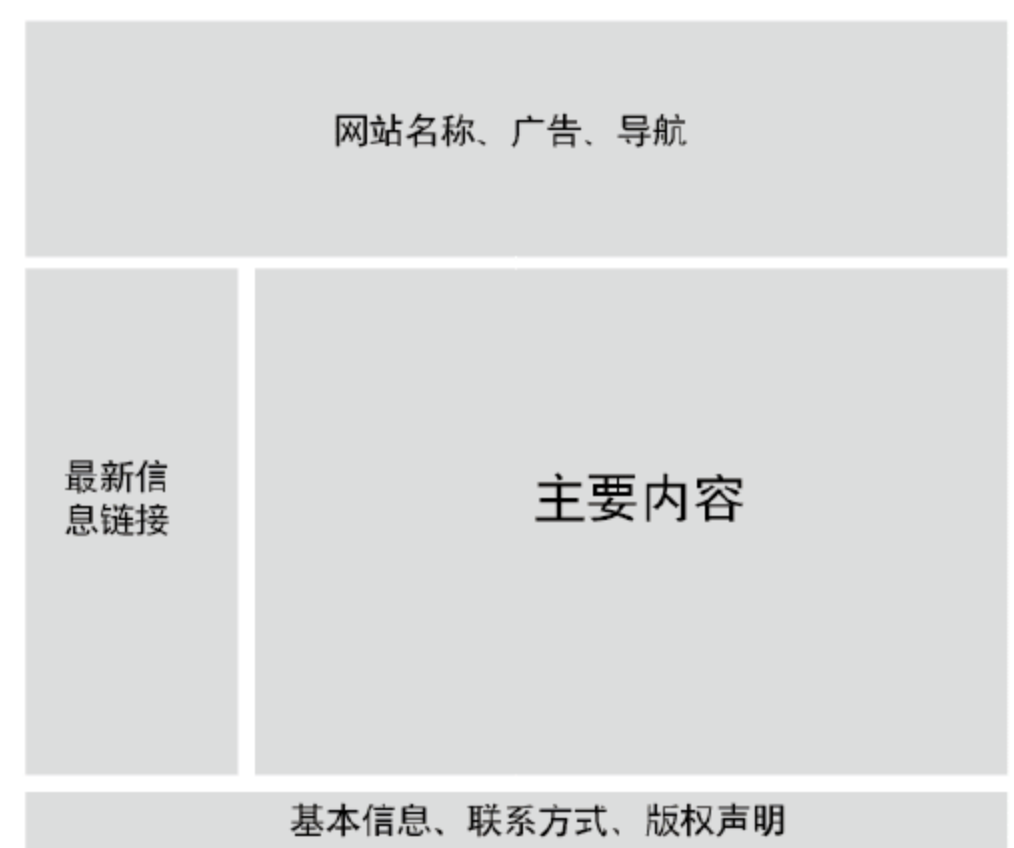 网站名称、广告、导航
最新信
息链接
主要内容
基本信息、联系方式、版权声明